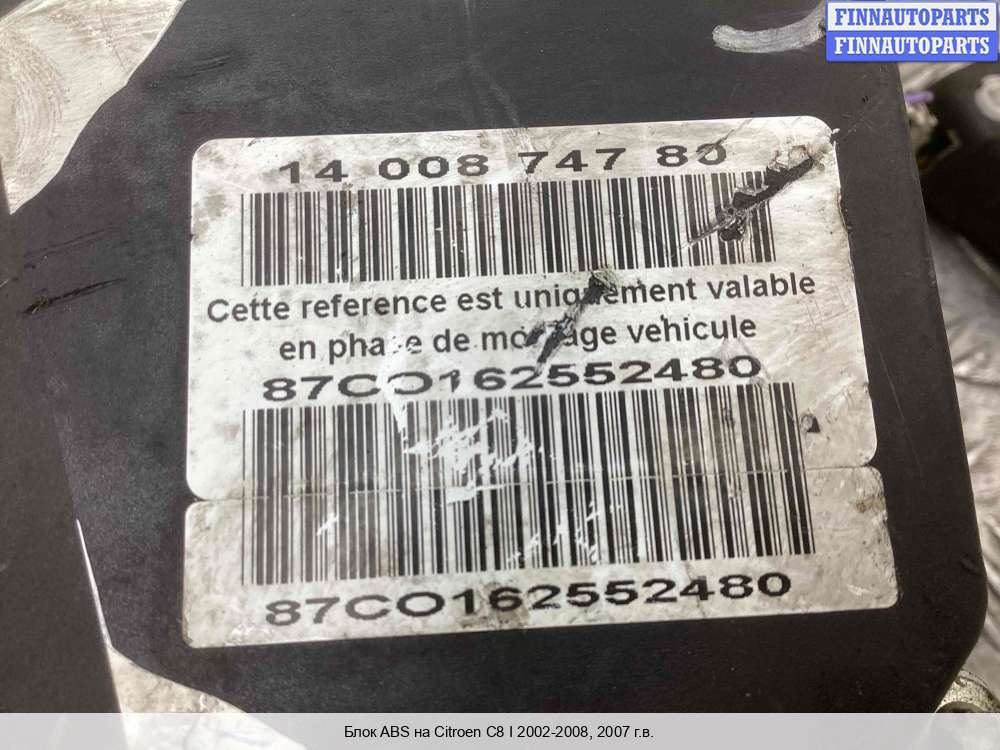 FINNAUTOPARTS
FINNAUTOPARTS
14 008 747 80
Cette reference est uniquement valable
en phase de montage vehicule
87CO162552480
87CO162552480
Блок ABS на Citroen C8 I 2002-2008, 2007 г.в.